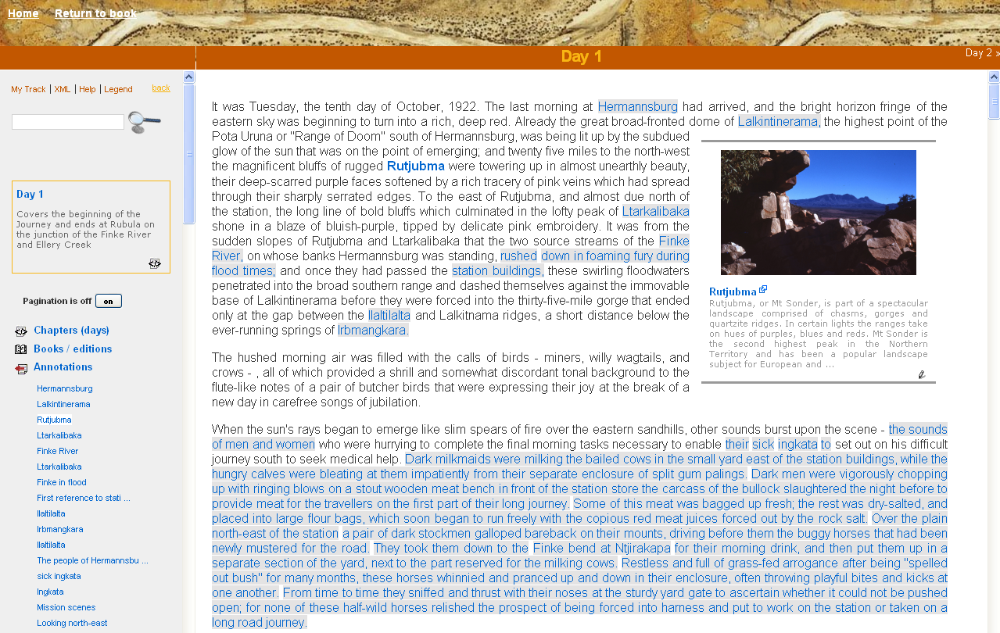 Home Return to book
Day 1
Day 2 »
My Track | XML | Help | Legend back
Day 1
Covers the beginning of the
Journey and ends at Rubula on
the junction of the Finke River
and Ellery Creek
Pagination is off on
Chapters (days)
Books / editions
Annotations
Hermannsburg
Lalkintinerama
Rutjubma
Ltarkalibaka
Finke River
Ltarkalibaka
Finke in flood
First reference to stati ...
Ilaltilalta
Irbmangkara
Ilaltilalta
The people of Hermannsbu ...
sick ingkata
Ingkata
Mission scenes
Looking north-east
It was Tuesday, the tenth day of October, 1922. The last morning at Hermannsburg had arrived, and the bright horizon fringe of the
eastern sky was beginning to turn into a rich, deep red. Already the great broad-fronted dome of Lalkintinerama, the highest point of the
Pota Uruna or "Range of Doom" south of Hermannsburg, was being lit up by the subdued
glow of the sun that was on the point of emerging; and twenty five miles to the north-west
the magnificent bluffs of rugged Rutjubma were towering up in almost unearthly beauty,
their deep-scarred purple faces softened by a rich tracery of pink veins which had spread
through their sharply serrated edges. To the east of Rutjubma, and almost due north of
the station, the long line of bold bluffs which culminated in the lofty peak of Ltarkalibaka
shone in a blaze of bluish-purple, tipped by delicate pink embroidery. It was from the
sudden slopes of Rutjubma and Ltarkalibaka that the two source streams of the Finke
River, on whose banks Hermannsburg was standing, rushed down in foaming fury during
flood times; and once they had passed the station buildings, these swirling floodwaters
penetrated into the broad southern range and dashed themselves against the immovable
base of Lalkintinerama before they were forced into the thirty-five-mile gorge that ended
only at the gap between the Ilaltilalta and Lalkitnama ridges, a short distance below the
ever-running springs of Irbmangkara.
Rutjubma
Rutjubma, or Mt Sonder, is part of a spectacular
landscape comprised of chasms, gorges and
quartzite ridges. In certain lights the ranges take
on hues of purples, blues and reds. Mt Sonder is
the second highest peak in the Northern
Territory and has been a popular landscape
subject for European and ...
The hushed morning air was filled with the calls of birds - miners, willy wagtails, and
crows - , all of which provided a shrill and somewhat discordant tonal background to the
flute-like notes of a pair of butcher birds that were expressing their joy at the break of a
new day in carefree songs of jubilation.
When the sun's rays began to emerge like slim spears of fire over the eastern sandhills, other sounds burst upon the scene - the sounds
of men and women who were hurrying to complete the final morning tasks necessary to enable their sick ingkata to set out on his difficult
journey south to seek medical help. Dark milkmaids were milking the bailed cows in the small yard east of the station buildings, while the
hungry calves were bleating at them impatiently from their separate enclosure of split gum palings. Dark men were vigorously chopping
up with ringing blows on a stout wooden meat bench in front of the station store the carcass of the bullock slaughtered the night before to
provide meat for the travellers on the first part of their long journey. Some of this meat was bagged up fresh; the rest was dry-salted, and
placed into large flour bags, which soon began to run freely with the copious red meat juices forced out by the rock salt. Over the plain
north-east of the station a pair of dark stockmen galloped bareback on their mounts, driving before them the buggy horses that had been
newly mustered for the road. They took them down to the Finke bend at Ntjirakapa for their morning drink, and then put them up in a
separate section of the yard, next to the part reserved for the milking cows. Restless and full of grass-fed arrogance after being "spelled
out bush" for many months, these horses whinnied and pranced up and down in their enclosure, often throwing playful bites and kicks at
one another. From time to time they sniffed and thrust with their noses at the sturdy yard gate to ascertain whether it could not be pushed
open; for none of these half-wild horses relished the prospect of being forced into harness and put to work on the station or taken on a
long road journey.